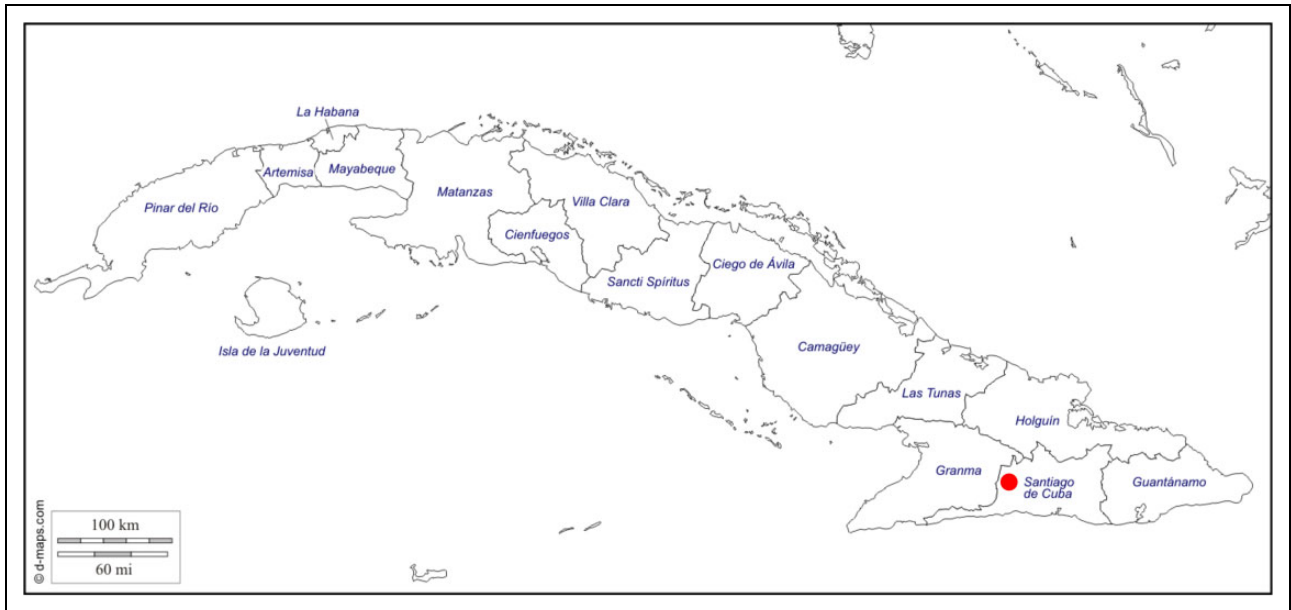 La Habana
Artemisa
Mayabeque
Pinar del Río
Matanzas
Villa Clara
Cienfuegos
Sancti Spíritus
Ciego de Ávila
Isla de la Juventud
Camagüey
Las Tunas
Holguín
Granma
Santiago
de Cuba
Guantánamo
100 km
60 mi
© d-maps.com